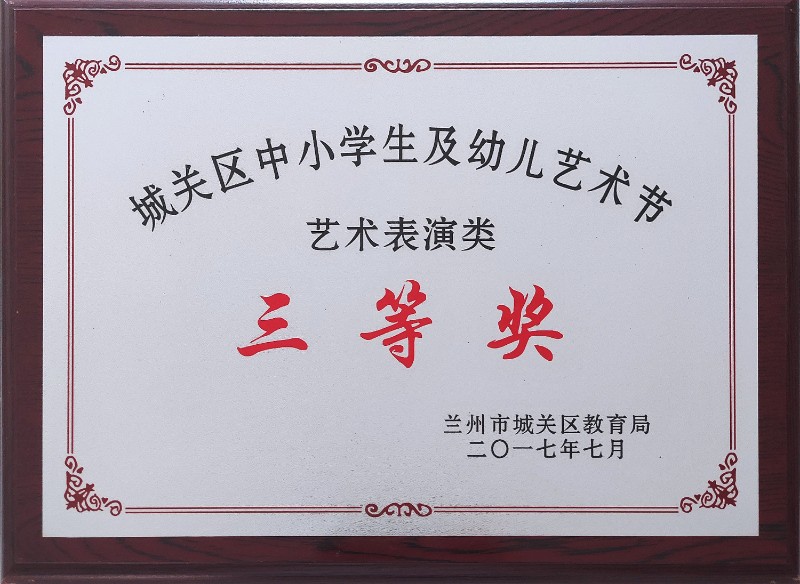 城关区中小学生及幼儿艺术节
艺术表演类
三等奖
兰州市城关区教育局
二〇一七年七月